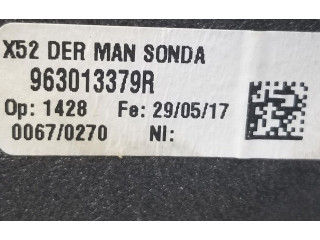 X52 DER MAN SONDA
963013379R
Op: 1428 Fe: 29/05/17
0067/0270 NI: